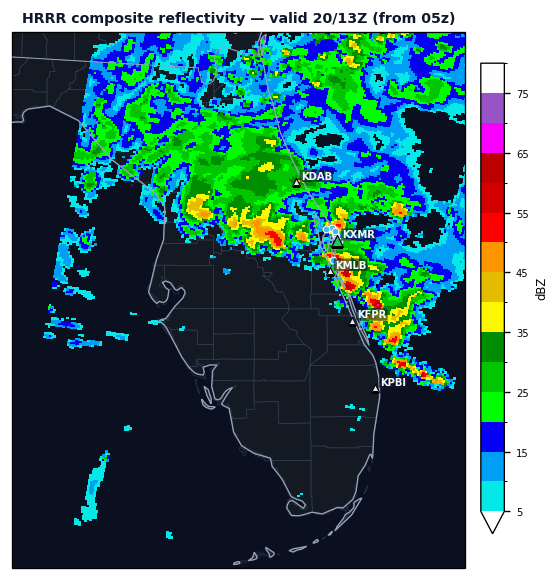 HRRR composite reflectivity — valid 20/13Z (from 05z)
KDAB
KXMR
KMLB
KFPR
KPBI
75
65
55
45
35
25
15
5
dBZ